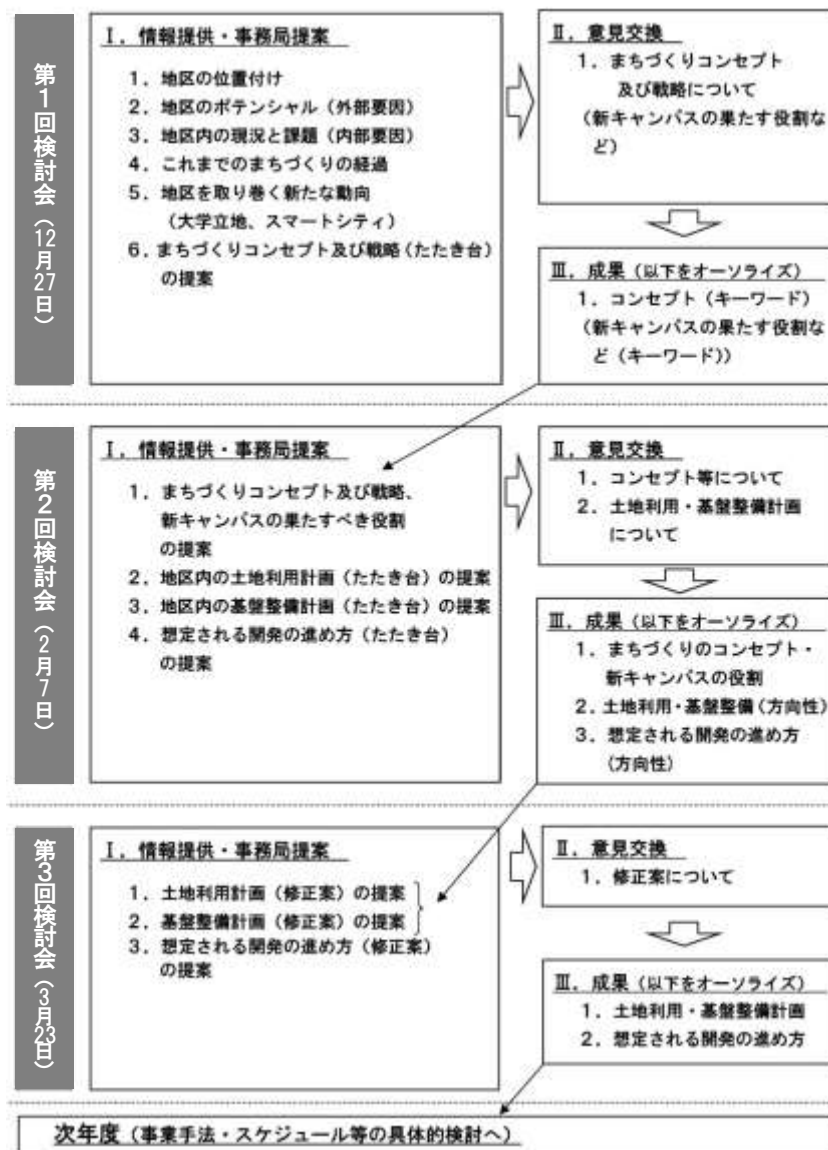 第1回検討会（12月27日）
Ⅰ．情報提供・事務局提案
1．地区の位置付け
2．地区のポテンシャル（外部要因）
3．地区内の現況と課題（内部要因）
4．これまでのまちづくりの経過
5．地区を取り巻く新たな動向
（大学立地、スマートシティ）
6．まちづくりコンセプト及び戦略（たたき台）
の提案
Ⅱ．意見交換
1．まちづくりコンセプト
及び戦略について
（新キャンパスの果たす役割な
ど）
Ⅲ．成果（以下をオーソライズ）
1．コンセプト（キーワード）
（新キャンパスの果たす役割な
ど（キーワード））
第2回検討会（2月7日）
Ⅰ．情報提供・事務局提案
1．まちづくりコンセプト及び戦略、
新キャンパスの果たすべき役割
の提案
2．地区内の土地利用計画（たたき台）の提案
3．地区内の基盤整備計画（たたき台）の提案
4．想定される開発の進め方（たたき台）
の提案
Ⅱ．意見交換
1．コンセプト等について
2．土地利用・基盤整備計画
について
Ⅲ．成果（以下をオーソライズ）
1．まちづくりのコンセプト・
新キャンパスの役割
2．土地利用・基盤整備（方向性）
3．想定される開発の進め方
（方向性）
第3回検討会（3月23日）
Ⅰ．情報提供・事務局提案
1．土地利用計画（修正案）の提案
2．基盤整備計画（修正案）の提案
3．想定される開発の進め方（修正案）
の提案
Ⅱ．意見交換
1．修正案について
Ⅲ．成果（以下をオーソライズ）
1．土地利用・基盤整備計画
2．想定される開発の進め方
次年度（事業手法・スケジュール等の具体的検討へ）